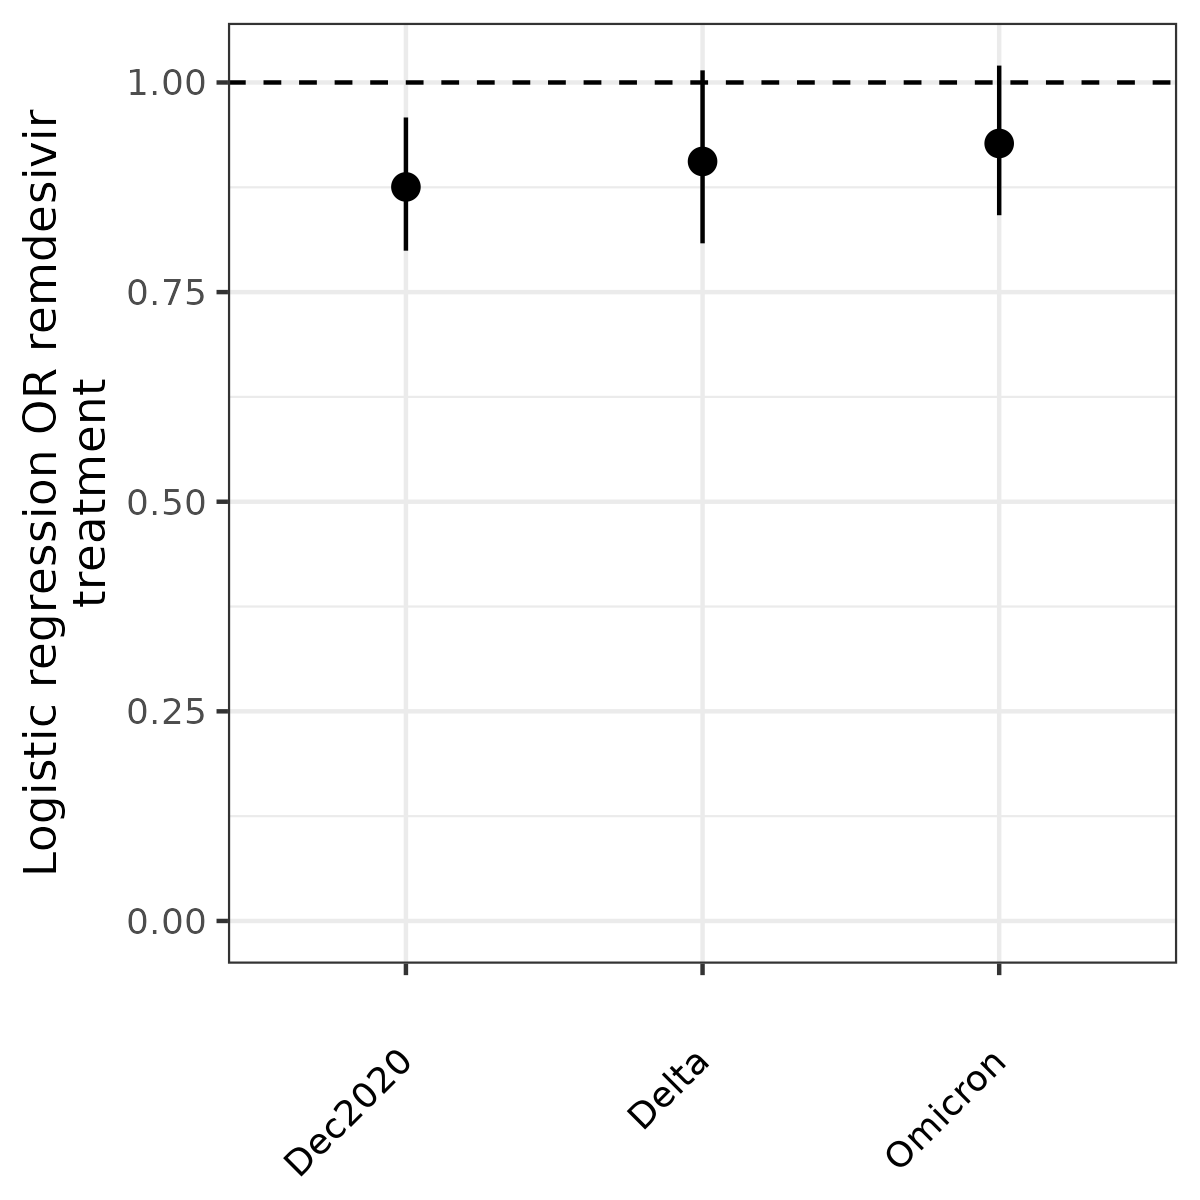 Logistic regression OR remdesivir
treatment
1.00
0.75
0.50
0.25
0.00
Dec2020
Delta
Omicron